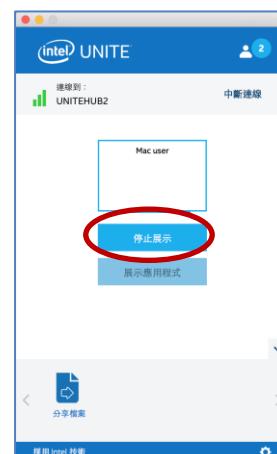 intel UNITE
2
連線到：
UNITEHUB2
中斷連線
Mac user
停止展示
展示應用程式
分享檔案
採用 Intel 技術